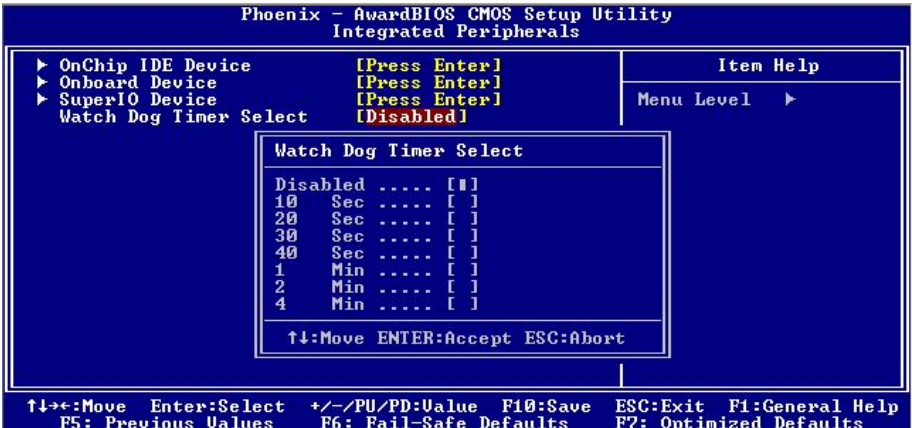 Phoenix - AwardBIOS CMOS Setup Utility
Integrated Peripherals
▶ OnChip IDE Device [Press Enter]
▶ Onboard Device [Press Enter]
▶ SuperIO Device [Press Enter]
Watch Dog Timer Select [Disabled]
Item Help
Menu Level ▶
Watch Dog Timer Select
Disabled ..... [▮]
10 Sec ..... [ ]
20 Sec ..... [ ]
30 Sec ..... [ ]
40 Sec ..... [ ]
1 Min ..... [ ]
2 Min ..... [ ]
4 Min ..... [ ]
↑↓:Move ENTER:Accept ESC:Abort
↑↓→←:Move Enter:Select +/-/PU/PD:Value F10:Save ESC:Exit F1:General Help
F5: Previous Values F6: Fail-Safe Defaults F7: Optimized Defaults